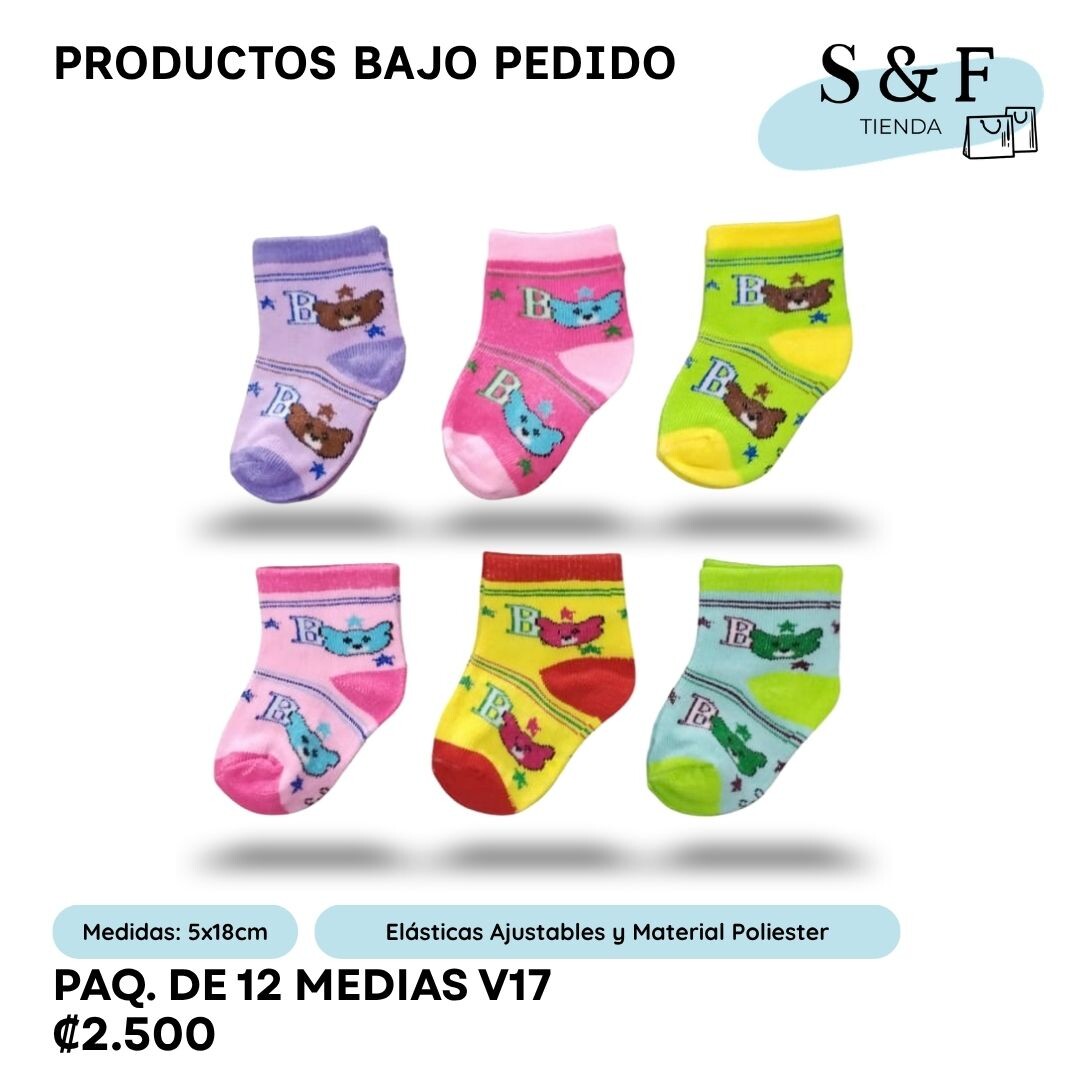 PRODUCTOS BAJO PEDIDO
S & F
TIENDA
B
B
B
B
B
B
B
B
B
B
B
B
Medidas: 5x18cm
Elásticas Ajustables y Material Poliester
PAQ. DE 12 MEDIAS V17
₡2.500